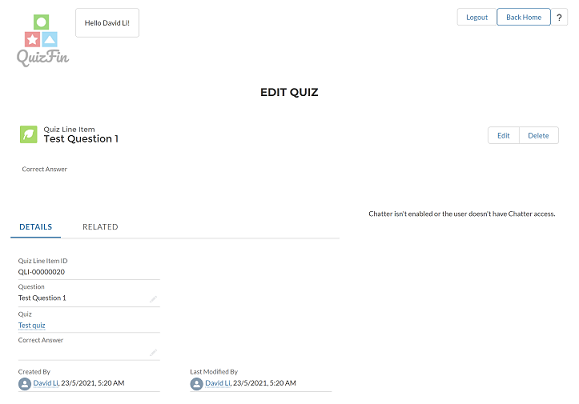 QuizFin
Hello David Li!
Logout
Back Home
?
EDIT QUIZ
Quiz Line Item
Test Question 1
Edit
Delete
Correct Answer
Chatter isn't enabled or the user doesn't have Chatter access.
DETAILS
RELATED
Quiz Line Item ID
QLI-00000020
Question
Test Question 1
Quiz
Test quiz
Correct Answer
Created By
David Li, 23/5/2021, 5:20 AM
Last Modified By
David Li, 23/5/2021, 5:20 AM